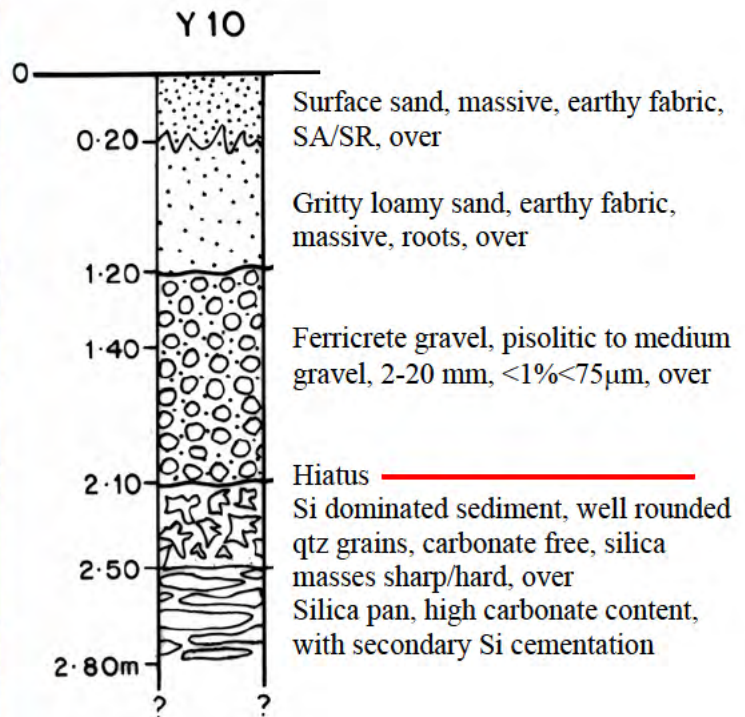 Y 10
0
Surface sand, massive, earthy fabric,
SA/SR, over
0·20
Gritty loamy sand, earthy fabric,
massive, roots, over
1·20
Ferricrete gravel, pisolitic to medium
gravel, 2-20 mm, <1%<75μm, over
1·40
Hiatus
2·10
Si dominated sediment, well rounded
qtz grains, carbonate free, silica
masses sharp/hard, over
2·50
Silica pan, high carbonate content,
with secondary Si cementation
2·80m
? ?